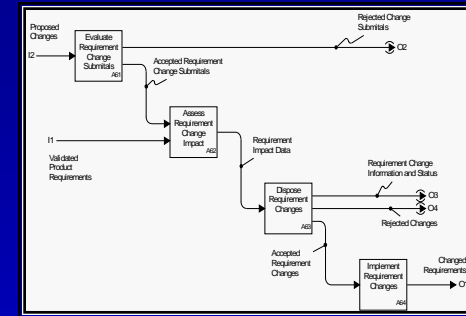 Proposed
Changes
I2
Evaluate
Requirement
Change
Submitals
A61
Rejected Change
Submitals
O2
Accepted Requirement
Change Submitals
Assess
Requirement
Change
Impact
A62
I1
Validated
Product
Requirements
Requirement
Impact Data
Dispose
Requirement
Changes
A63
Requirement Change
Information and Status
O3
O4
Rejected Changes
Accepted
Requirement
Changes
Implement
Requirement
Changes
A64
Changed
Requirements